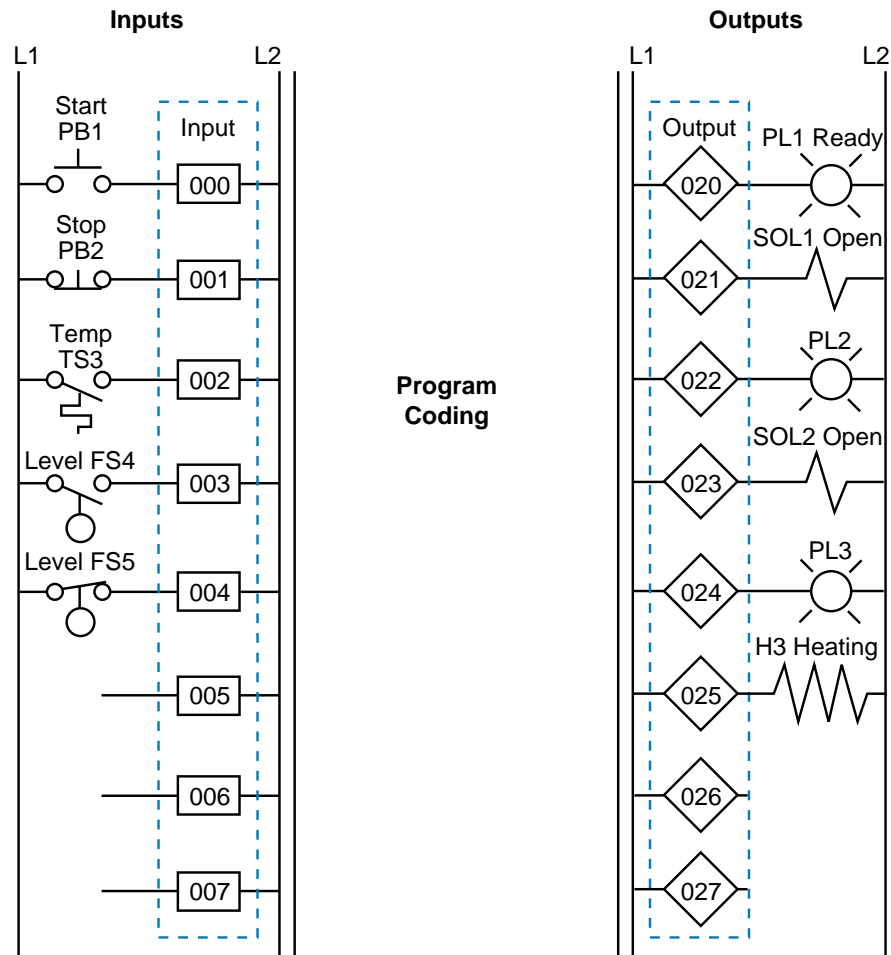 Inputs
L1
L2
Start
PB1
Input
000
Stop
PB2
001
Temp
TS3
002
Level FS4
003
Level FS5
004
005
006
007
Program
Coding
Outputs
L1
L2
Output
PL1 Ready
020
SOL1 Open
021
PL2
022
SOL2 Open
023
PL3
024
H3 Heating
025
026
027